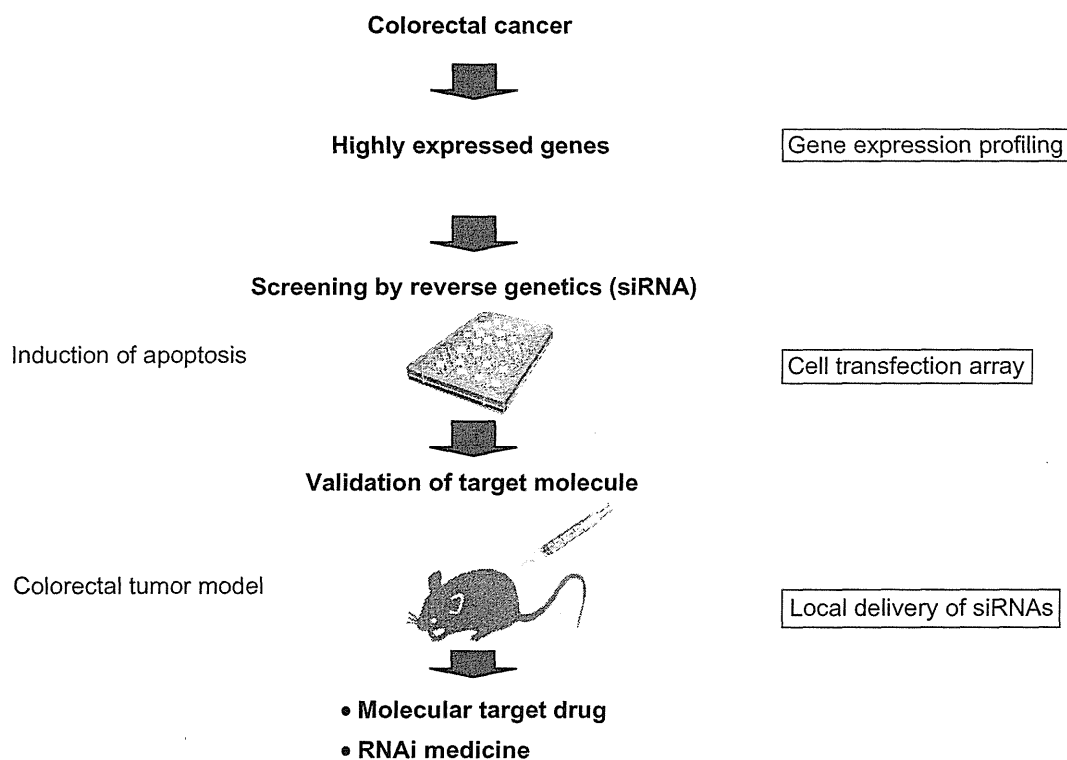 Colorectal cancer
Highly expressed genes
Gene expression profiling
Screening by reverse genetics (siRNA)
Induction of apoptosis
Cell transfection array
Validation of target molecule
Colorectal tumor model
Local delivery of siRNAs
• Molecular target drug
• RNAi medicine